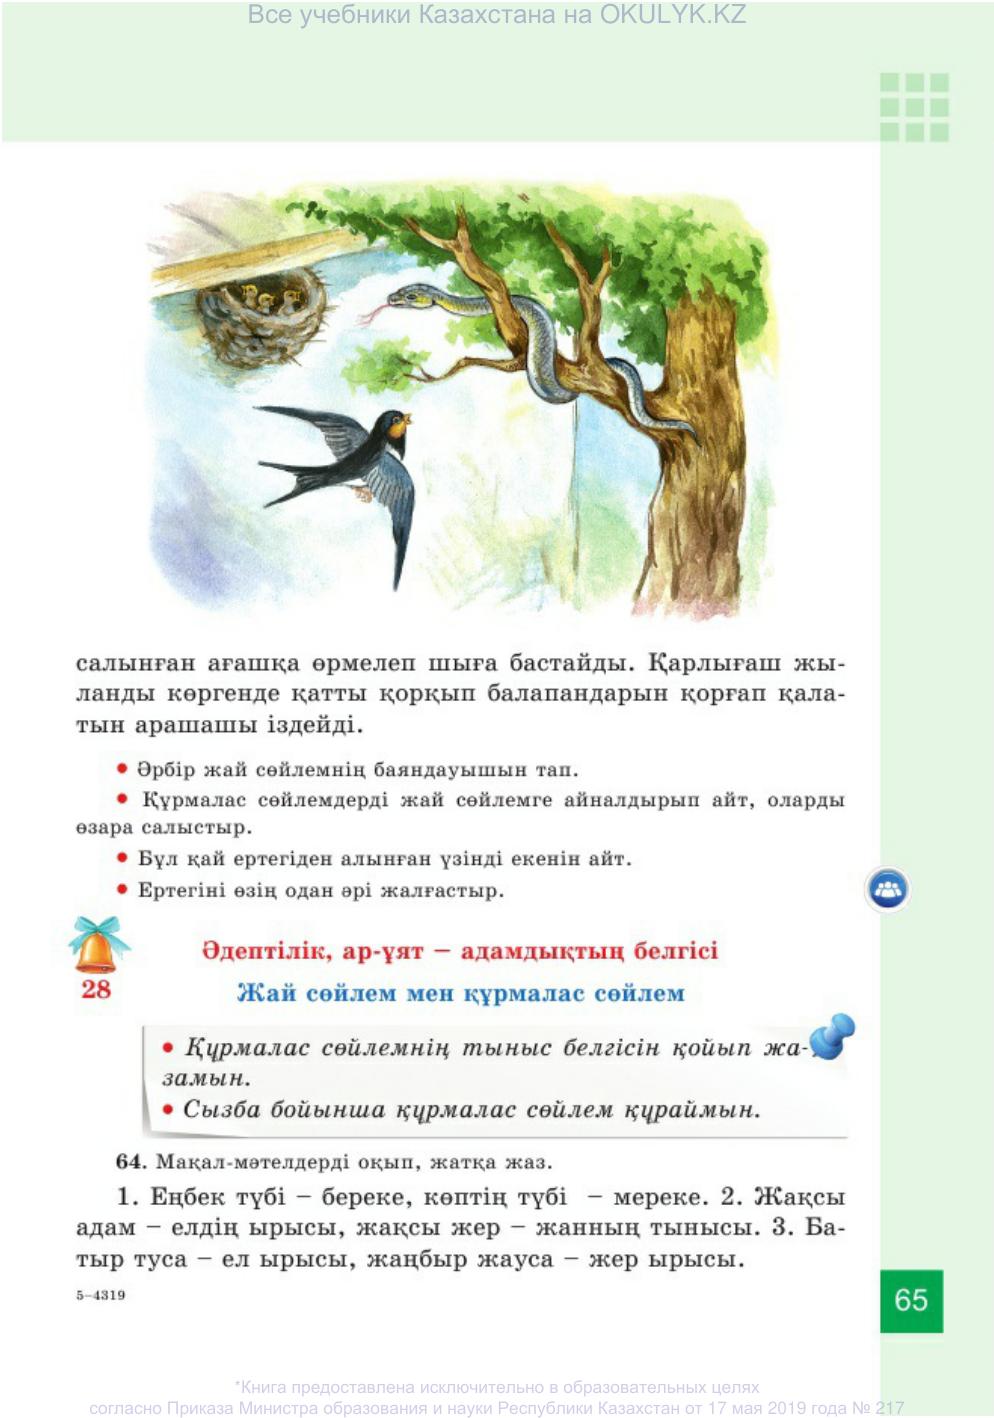 Все учебники Казахстана на OKULYK.KZ
салынған ағашқа өрмелеп шыға бастайды. Қарлығаш жы-
ланды көргенде қатты қорқып балапандарын қорғап қала-
тын арашашы іздейді.
• Әрбір жай сөйлемнің баяндауышын тап.
• Құрмалас сөйлемдерді жай сөйлемге айналдырып айт, оларды
өзара салыстыр.
• Бұл қай ертегіден алынған үзінді екенін айт.
• Ертегіні өзің одан әрі жалғастыр.
Әдептілік, ар-ұят – адамдықтың белгісі
28
Жай сөйлем мен құрмалас сөйлем
• Құрмалас сөйлемнің тыныс белгісін қойып жа-
замын.
• Сызба бойынша құрмалас сөйлем құраймын.
64. Мақал-мәтелдерді оқып, жатқа жаз.
1. Еңбек түбі – береке, көптің түбі – мереке. 2. Жақсы
адам – елдің ырысы, жақсы жер – жанның тынысы. 3. Ба-
тыр туса – ел ырысы, жаңбыр жауса – жер ырысы.
5–4319
65
*Книга предоставлена исключительно в образовательных целях
согласно Приказа Министра образования и науки Республики Казахстан от 17 мая 2019 года № 217